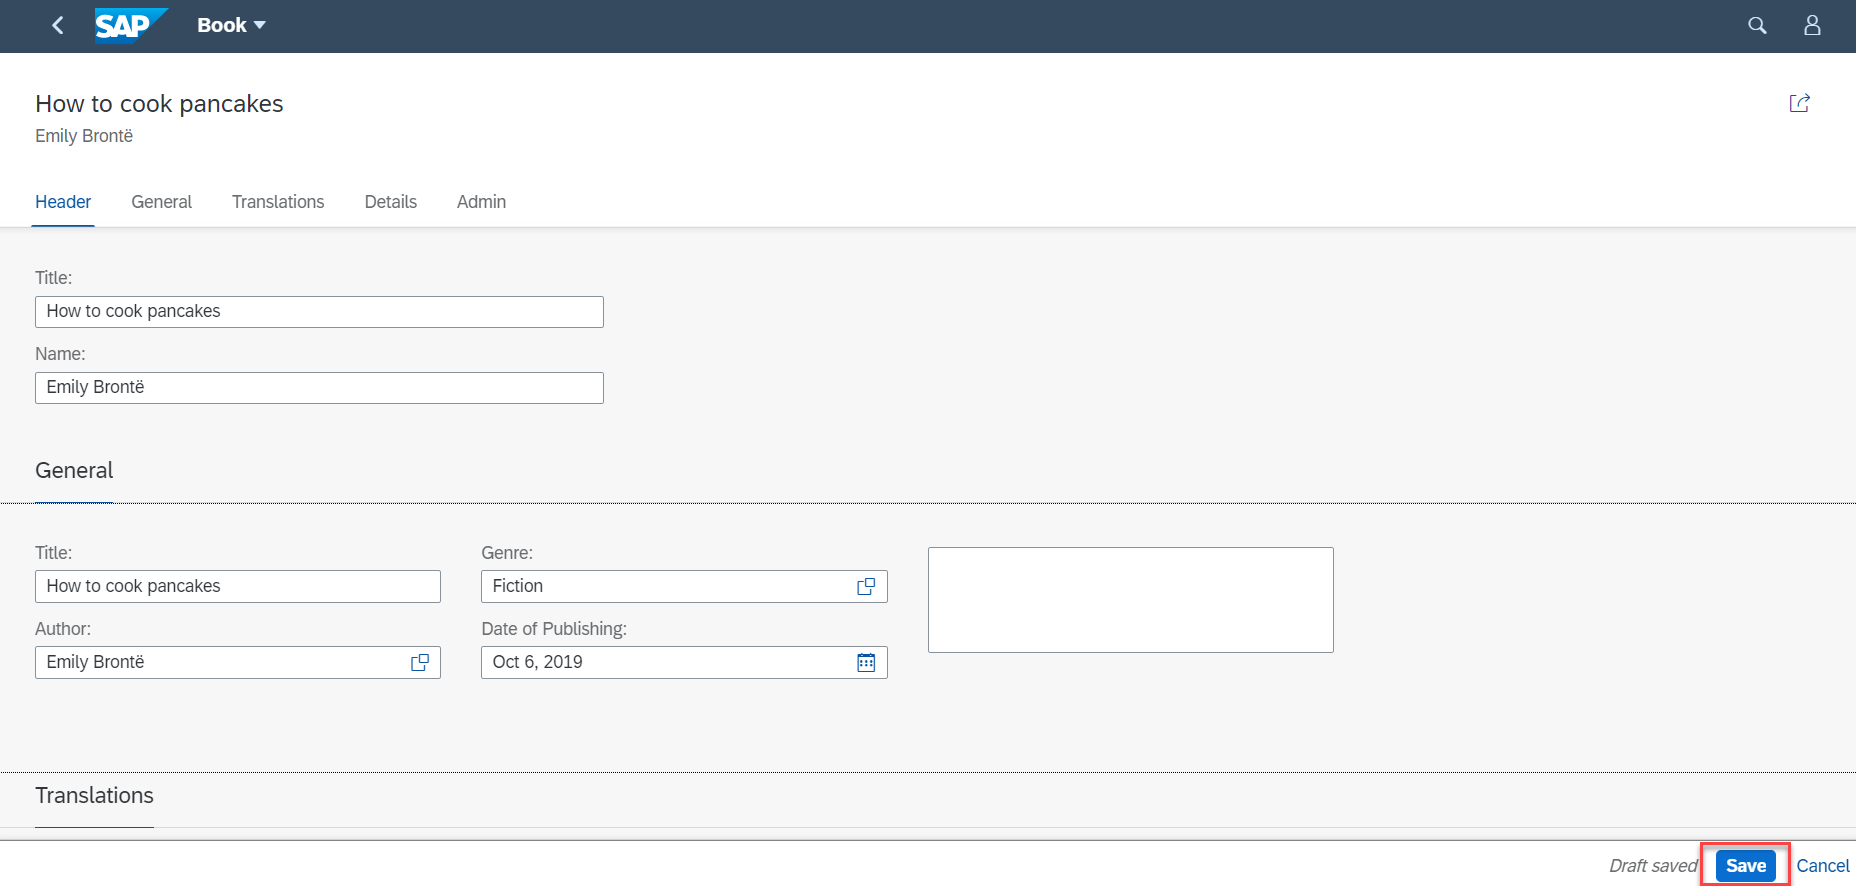 SAP Book
How to cook pancakes
Emily Brontë
Header General Translations Details Admin
Title:
How to cook pancakes
Name:
Emily Brontë
General
Title: Genre:
How to cook pancakes Fiction
Author: Date of Publishing:
Emily Brontë Oct 6, 2019
Translations
Draft saved Save Cancel